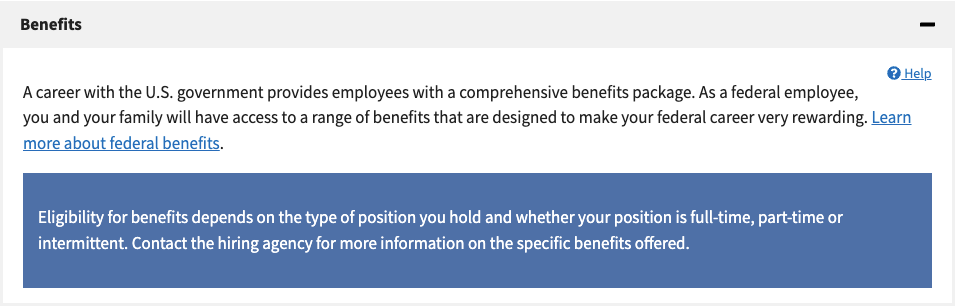 Benefits
Help
A career with the U.S. government provides employees with a comprehensive benefits package. As a federal employee,
you and your family will have access to a range of benefits that are designed to make your federal career very rewarding. Learn
more about federal benefits.
Eligibility for benefits depends on the type of position you hold and whether your position is full-time, part-time or
intermittent. Contact the hiring agency for more information on the specific benefits offered.